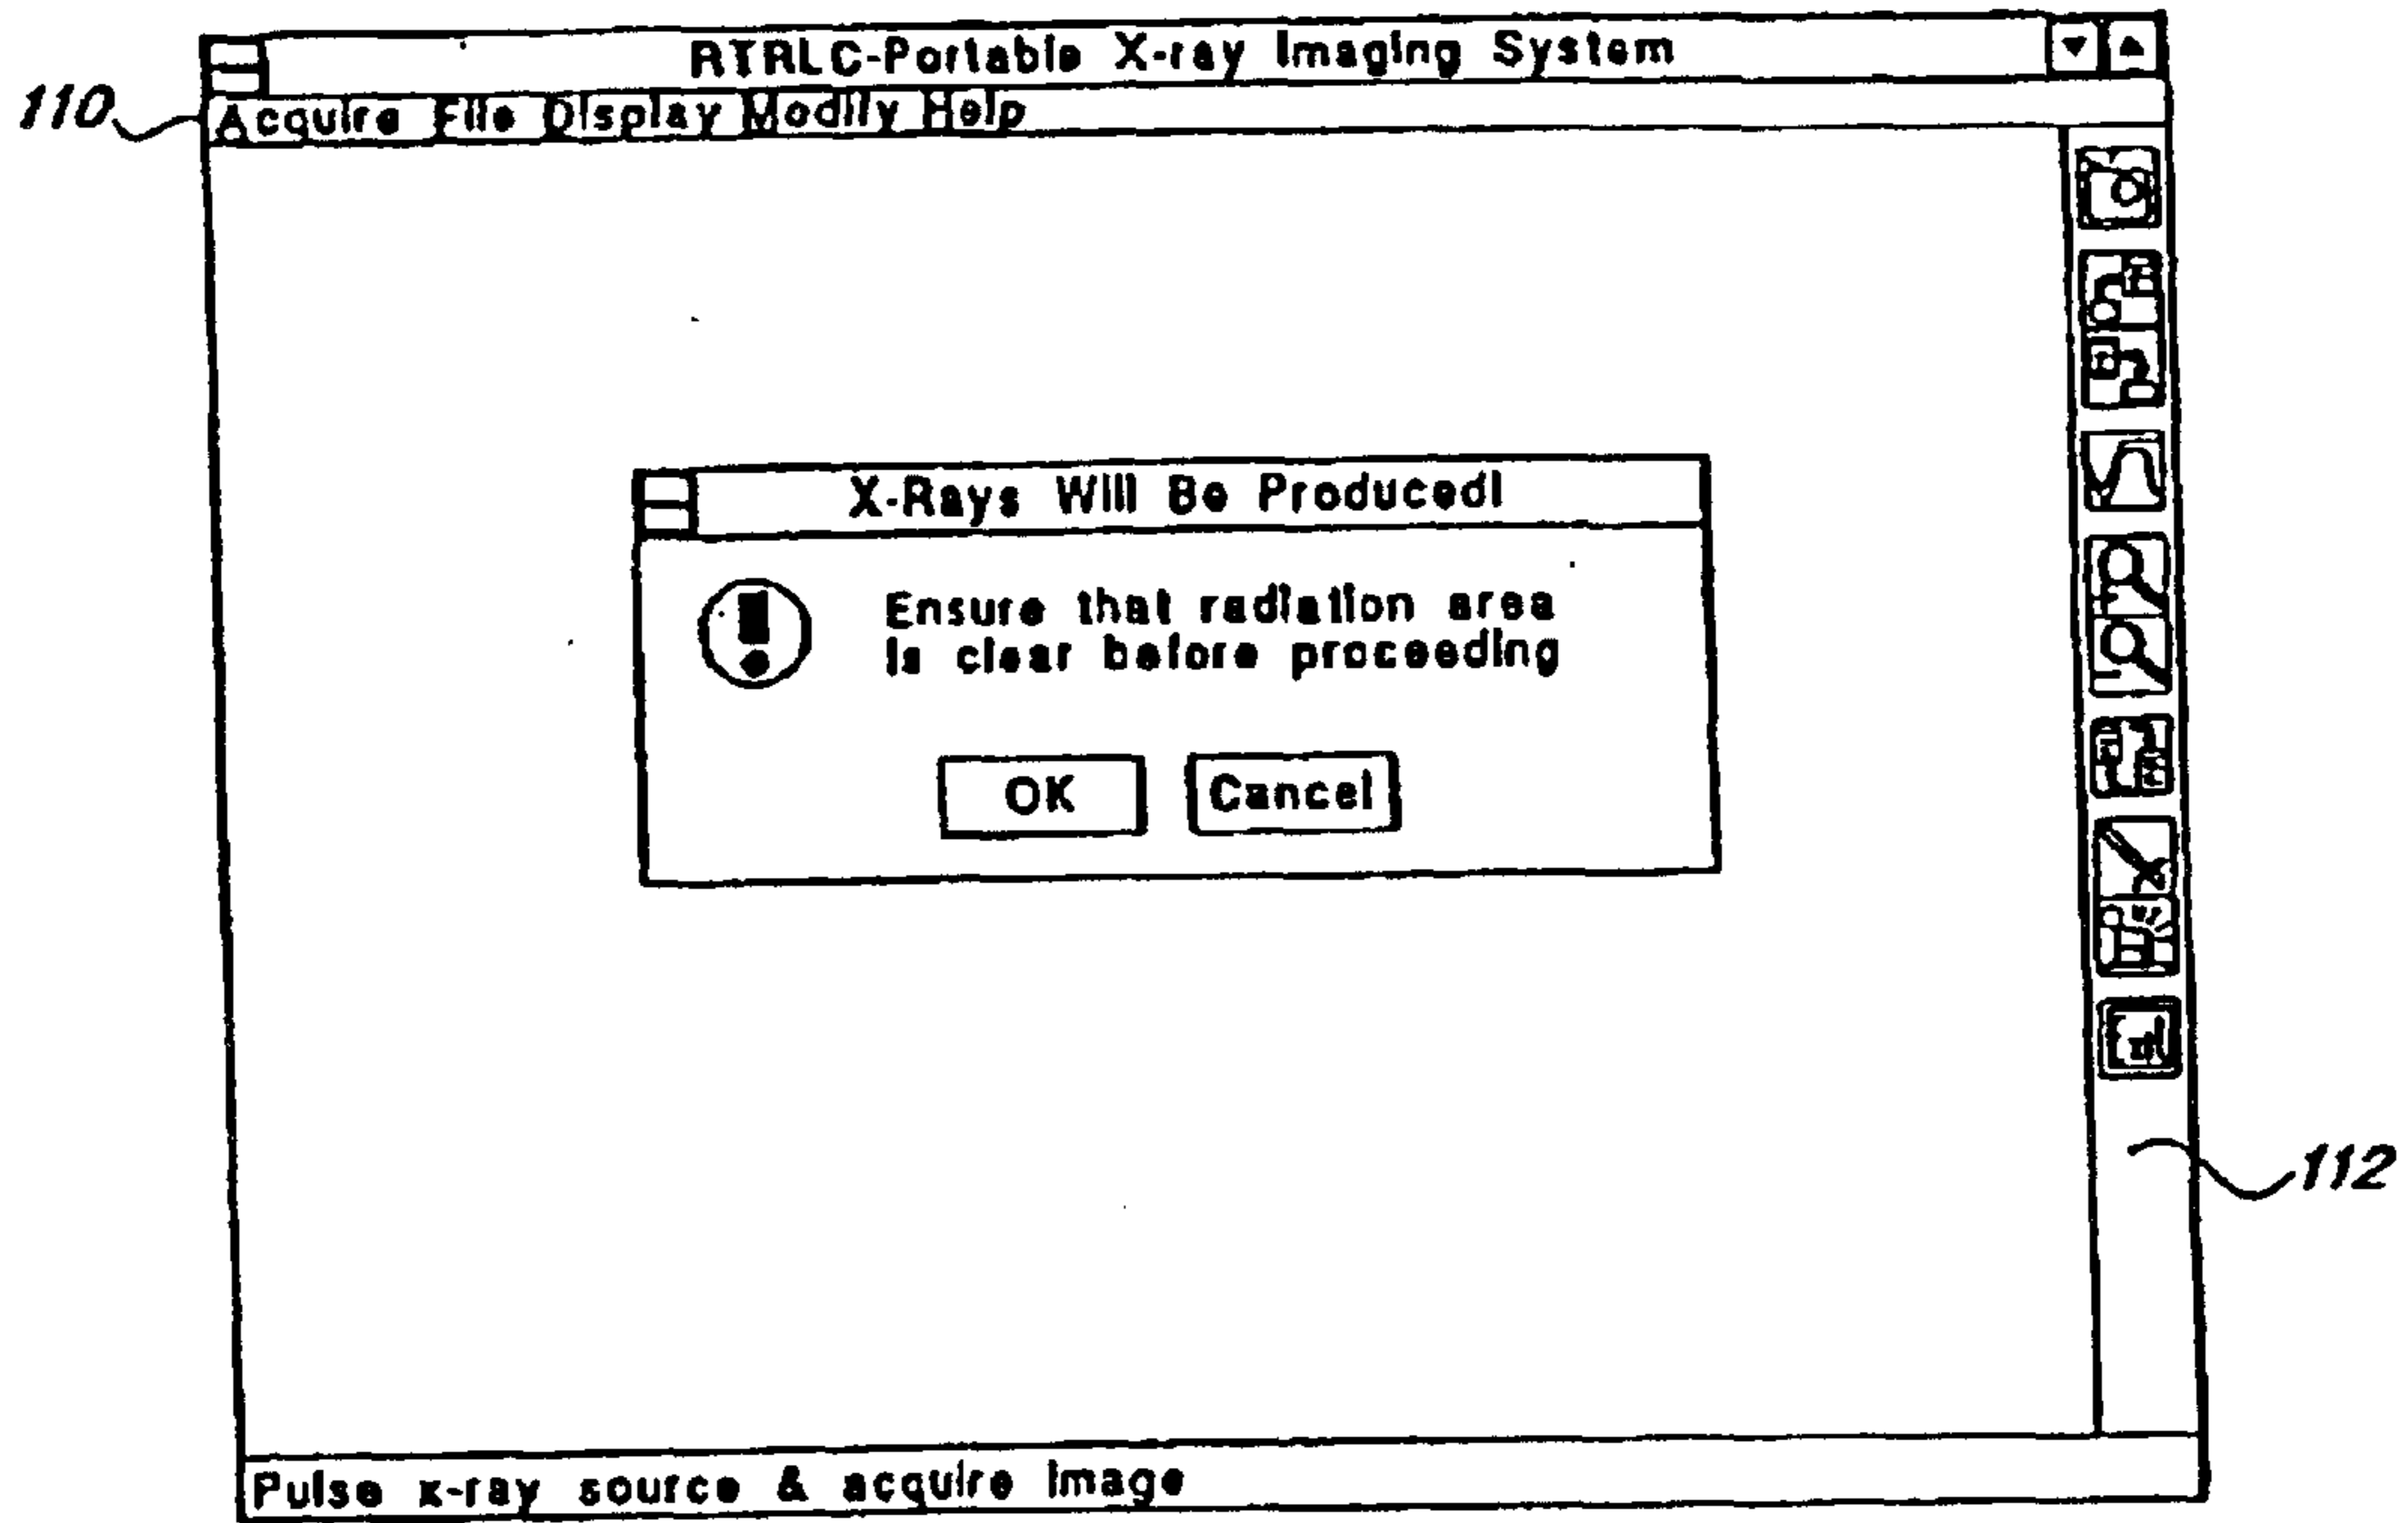 RTRLC-Portable X-ray Imaging System
110
Acquire File Display Modify Help
X-Rays Will Be Produced!
Ensure that radiation area
is clear before proceeding
OK Cancel
112
Pulse x-ray source & acquire image